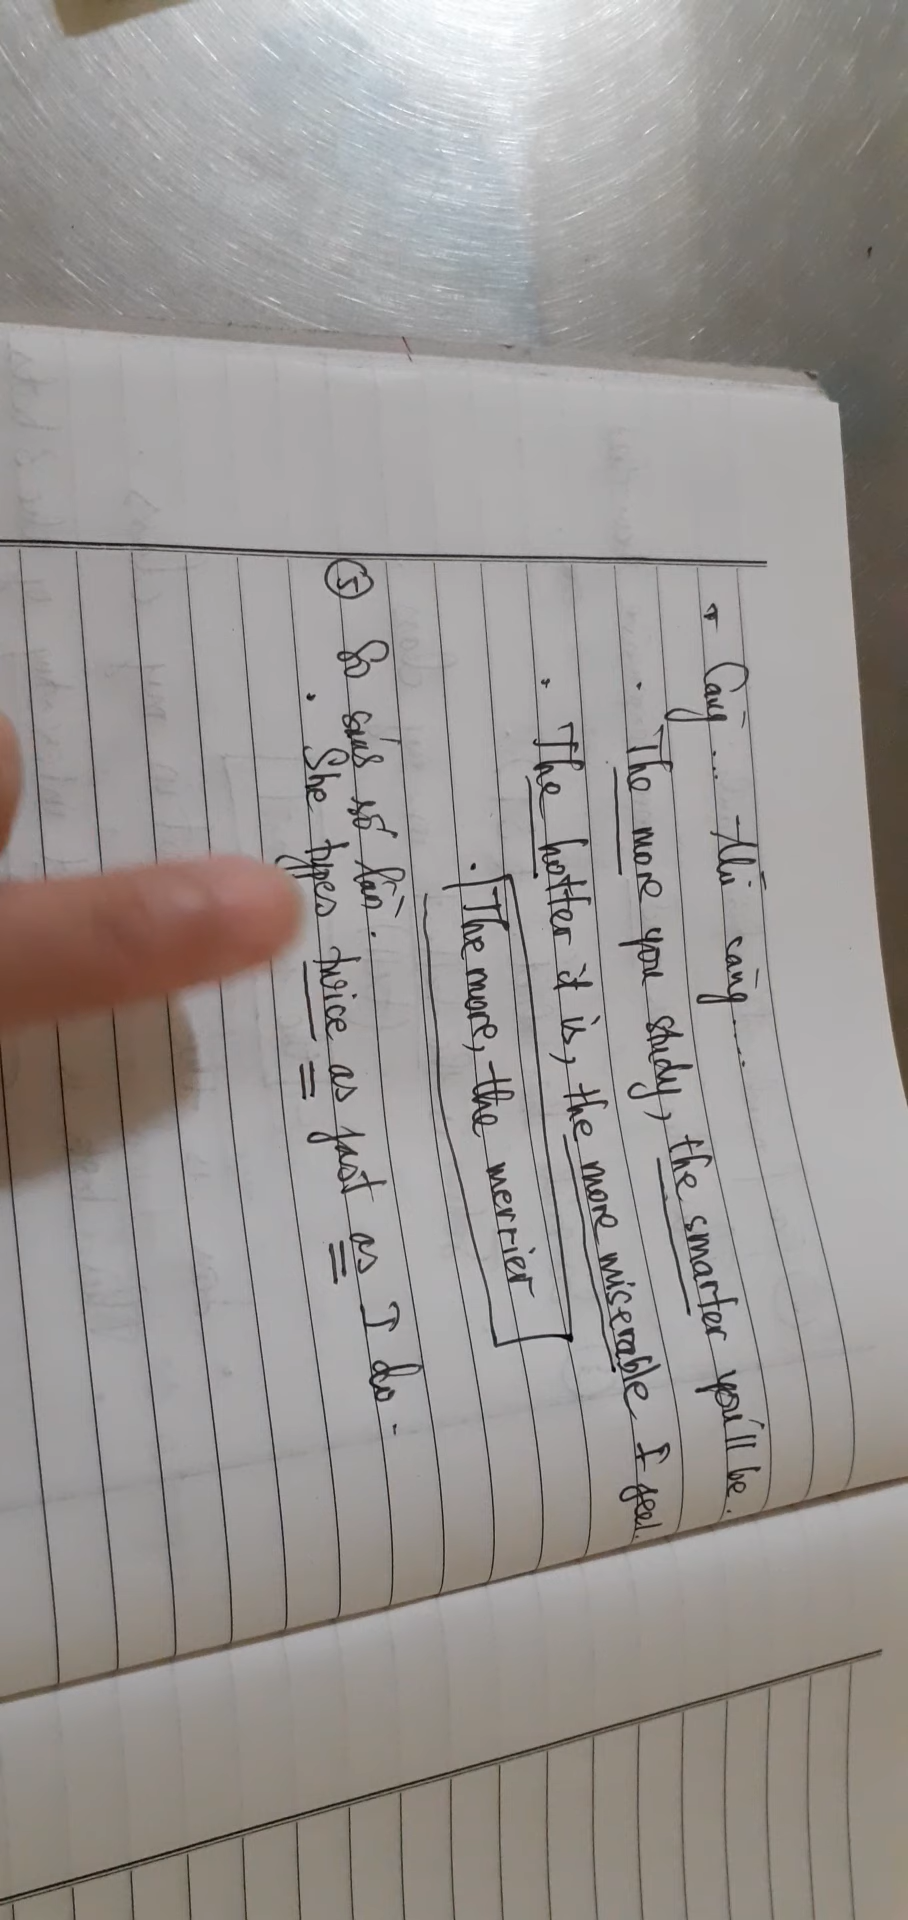 + Càng... thì càng...
. The more you study, the smarter you'll be.
. The hotter it is, the more miserable I feel.
. The more, the merrier
⑤ So sánh số lần.
. She types twice as fast as I do.